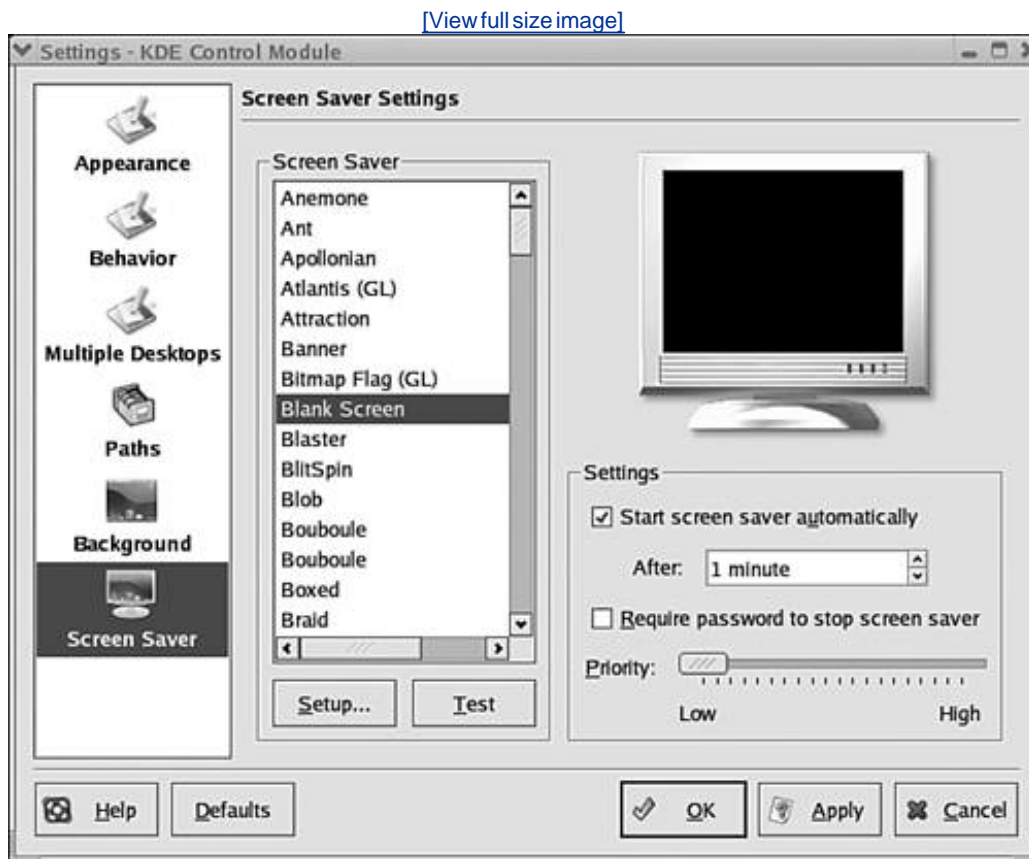 [View full size image]
Settings - KDE Control Module
Appearance
Behavior
Multiple Desktops
Paths
Background
Screen Saver
Screen Saver Settings
Screen Saver
Anemone
Ant
Apollonian
Atlantis (GL)
Attraction
Banner
Bitmap Flag (GL)
Blank Screen
Blaster
BlitSpin
Blob
Bouboule
Bouboule
Boxed
Braid
Setup...
Test
Settings
Start screen saver automatically
After: 1 minute
Require password to stop screen saver
Priority:
Low High
Help
Defaults
OK
Apply
Cancel